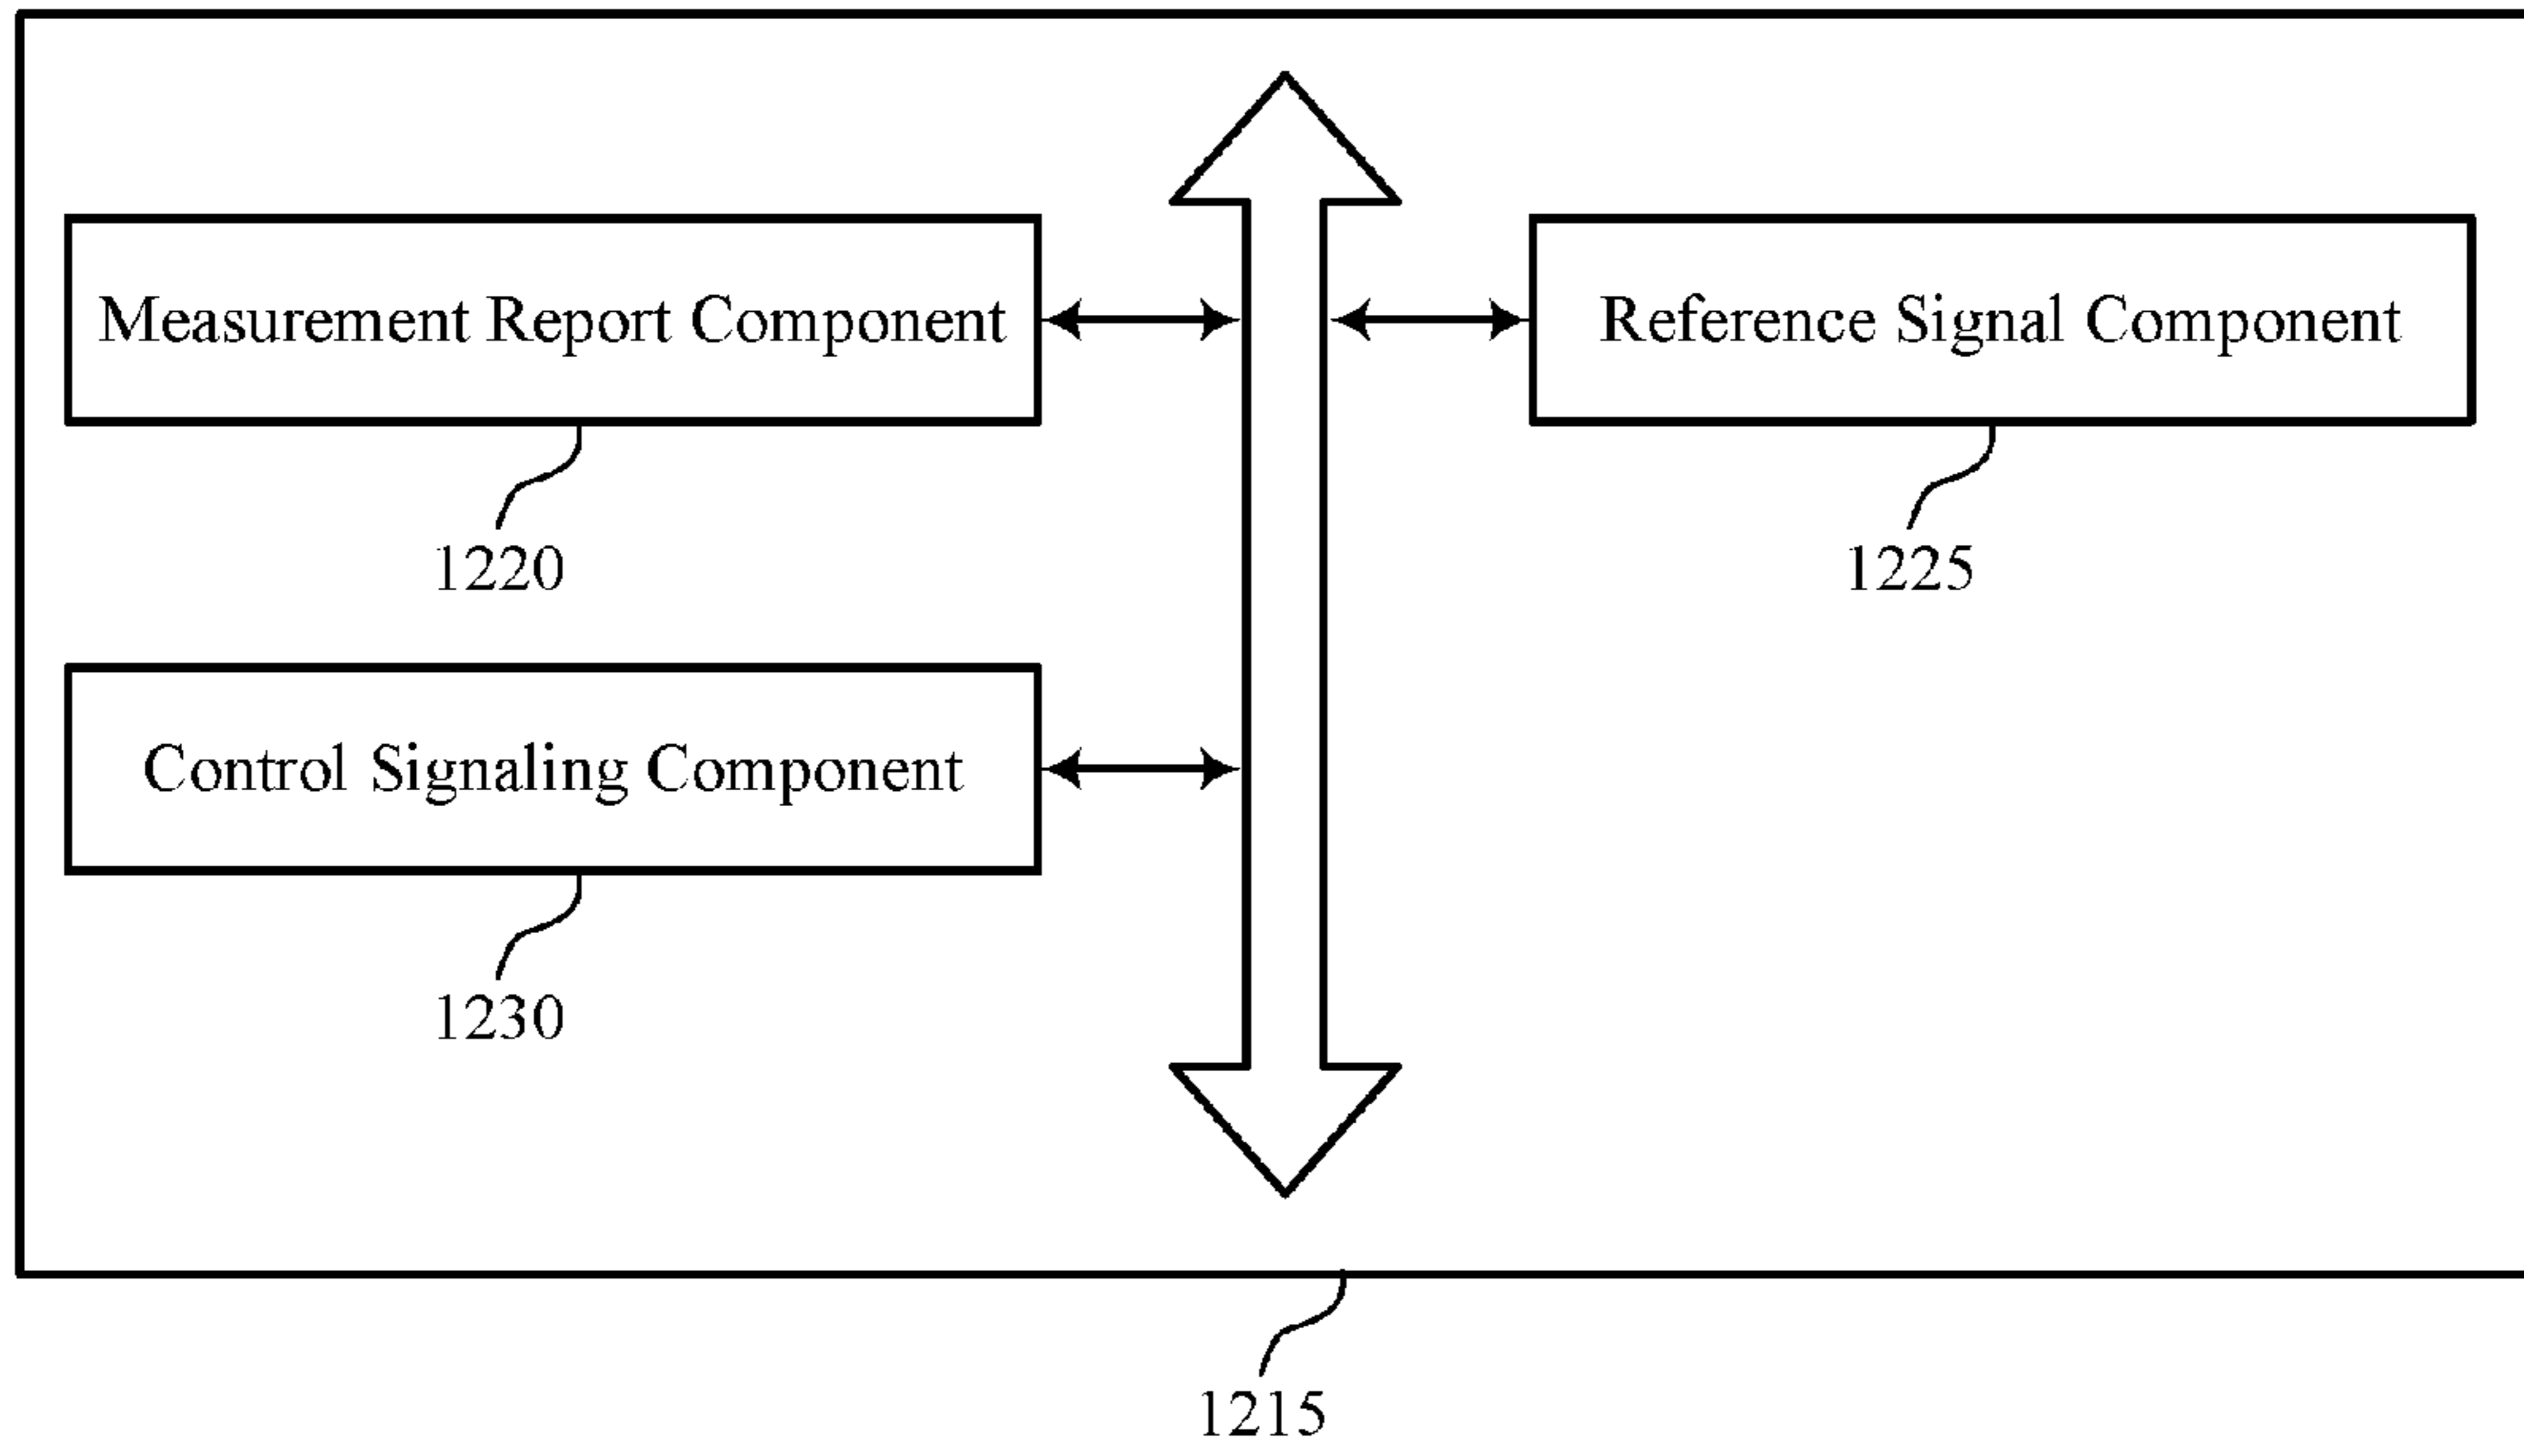 Measurement Report Component
Reference Signal Component
1220
1225
Control Signaling Component
1230
1215